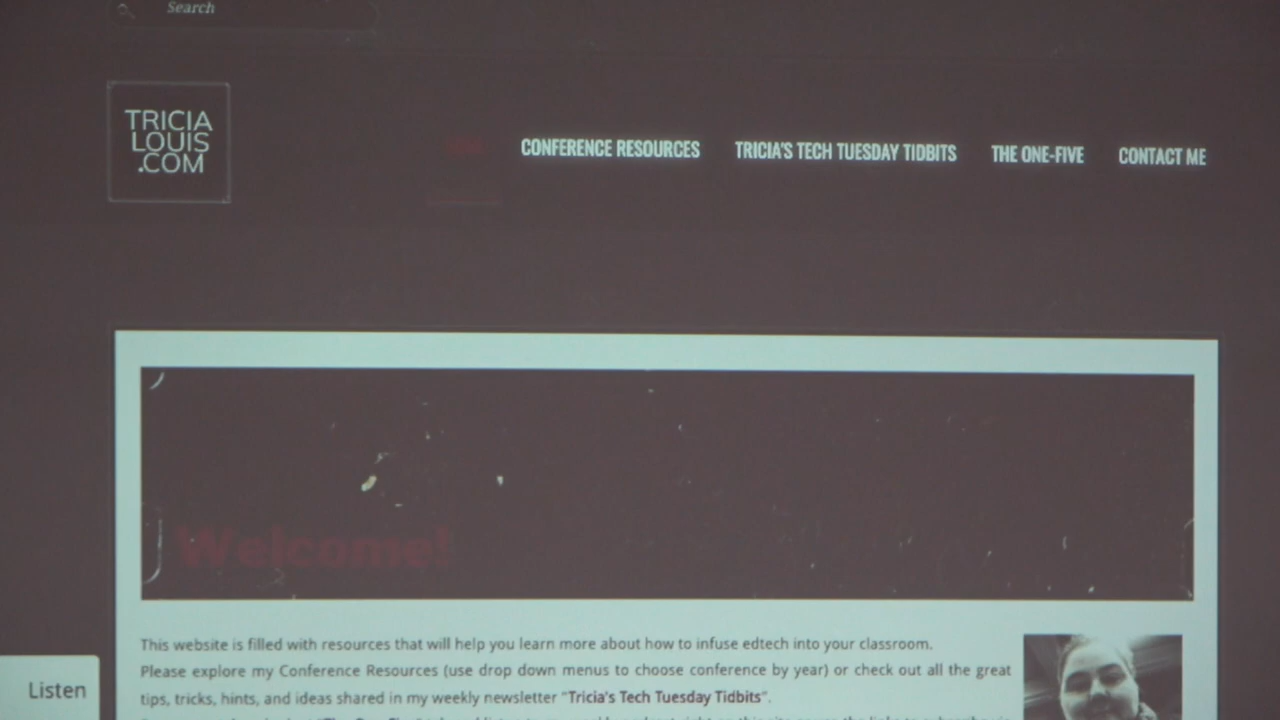 Search
TRICIA
LOUIS
.COM
CONFERENCE RESOURCES
TRICIA'S TECH TUESDAY TIDBITS
THE ONE-FIVE
CONTACT ME
Welcome!
This website is filled with resources that will help you learn more about how to infuse edtech into your classroom.
Please explore my Conference Resources (use drop down menus to choose conference by year) or check out all the great
tips, tricks, hints, and ideas shared in my weekly newsletter "Tricia's Tech Tuesday Tidbits".
Listen